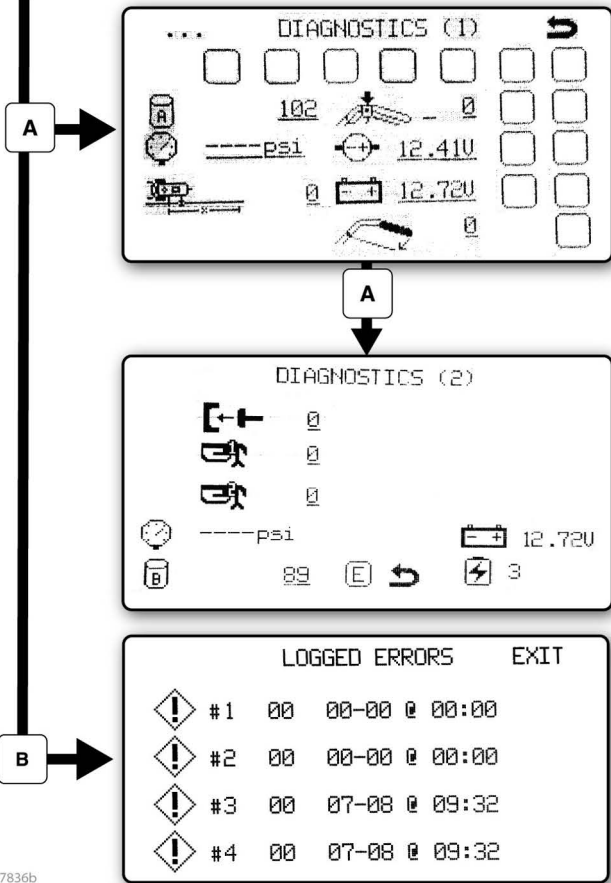 ... DIAGNOSTICS (1)
A 102 _ 0
A ----psi -+ 12.41V
x 0 - + 12.72V
0
A
DIAGNOSTICS (2)
0
0
0
----psi - + 12.72V
B 89 E 3
LOGGED ERRORS EXIT
! #1 00 00-00 @ 00:00
! #2 00 00-00 @ 00:00
B
! #3 00 07-08 @ 09:32
! #4 00 07-08 @ 09:32
7836b